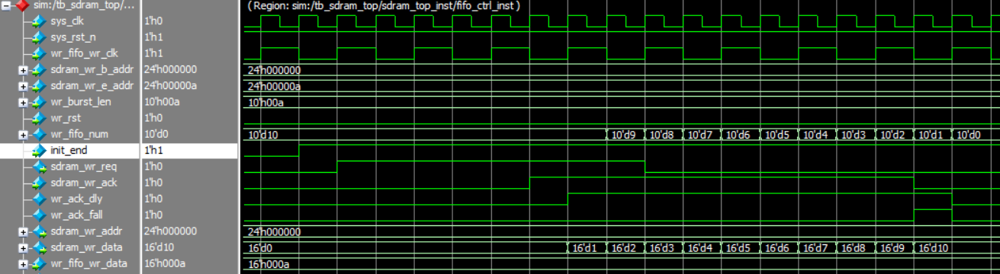 sim:/tb_sdram_top/... ( Region: sim:/tb_sdram_top/sdram_top_inst/fifo_ctrl_inst )
sys_clk 1'h0
sys_rst_n 1'h1
wr_fifo_wr_clk 1'h1
sdram_wr_b_addr 24'h000000 24'h000000
sdram_wr_e_addr 24'h00000a 24'h00000a
wr_burst_len 10'h00a 10'h00a
wr_rst 1'h0
wr_fifo_num 10'd0 10'd10 10'd9 10'd8 10'd7 10'd6 10'd5 10'd4 10'd3 10'd2 10'd1 10'd0
init_end 1'h1
sdram_wr_req 1'h0
sdram_wr_ack 1'h0
wr_ack_dly 1'h0
wr_ack_fall 1'h0
sdram_wr_addr 24'h000000 24'h000000
sdram_wr_data 16'd10 16'd0 16'd1 16'd2 16'd3 16'd4 16'd5 16'd6 16'd7 16'd8 16'd9 16'd10
wr_fifo_wr_data 16'h000a 16'h000a